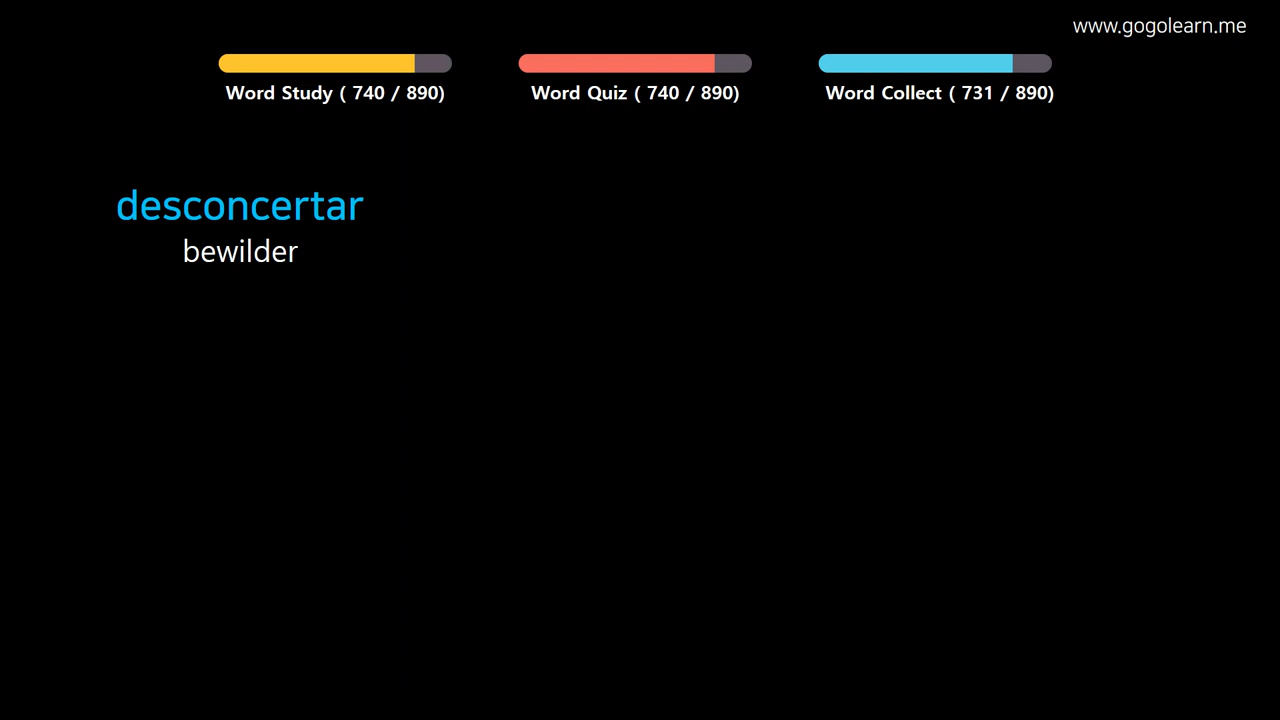 www.gogolearn.me
Word Study ( 740 / 890)
Word Quiz ( 740 / 890)
Word Collect ( 731 / 890)
desconcertar
bewilder